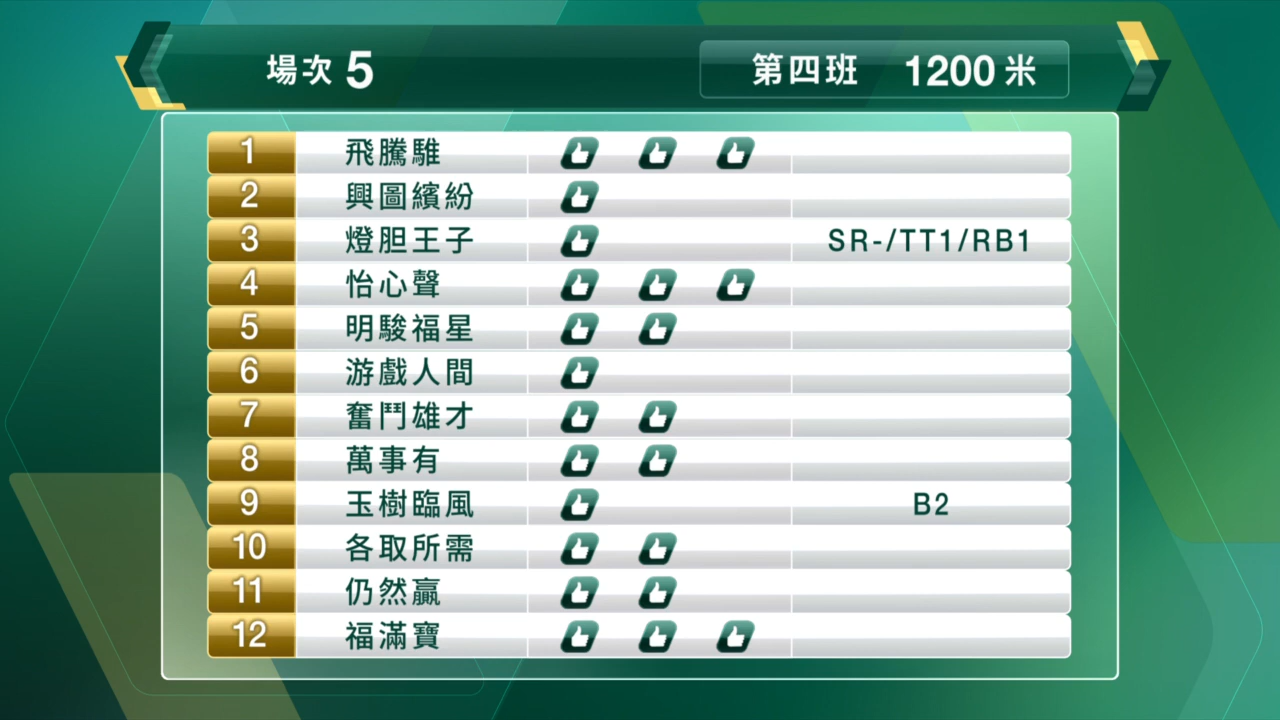 場次 5 第四班 1200 米
1 飛騰騅
2 興圖繽紛
3 燈胆王子 SR-/TT1/RB1
4 怡心聲
5 明駿福星
6 游戲人間
7 奮鬥雄才
8 萬事有
9 玉樹臨風 B2
10 各取所需
11 仍然贏
12 福滿寶